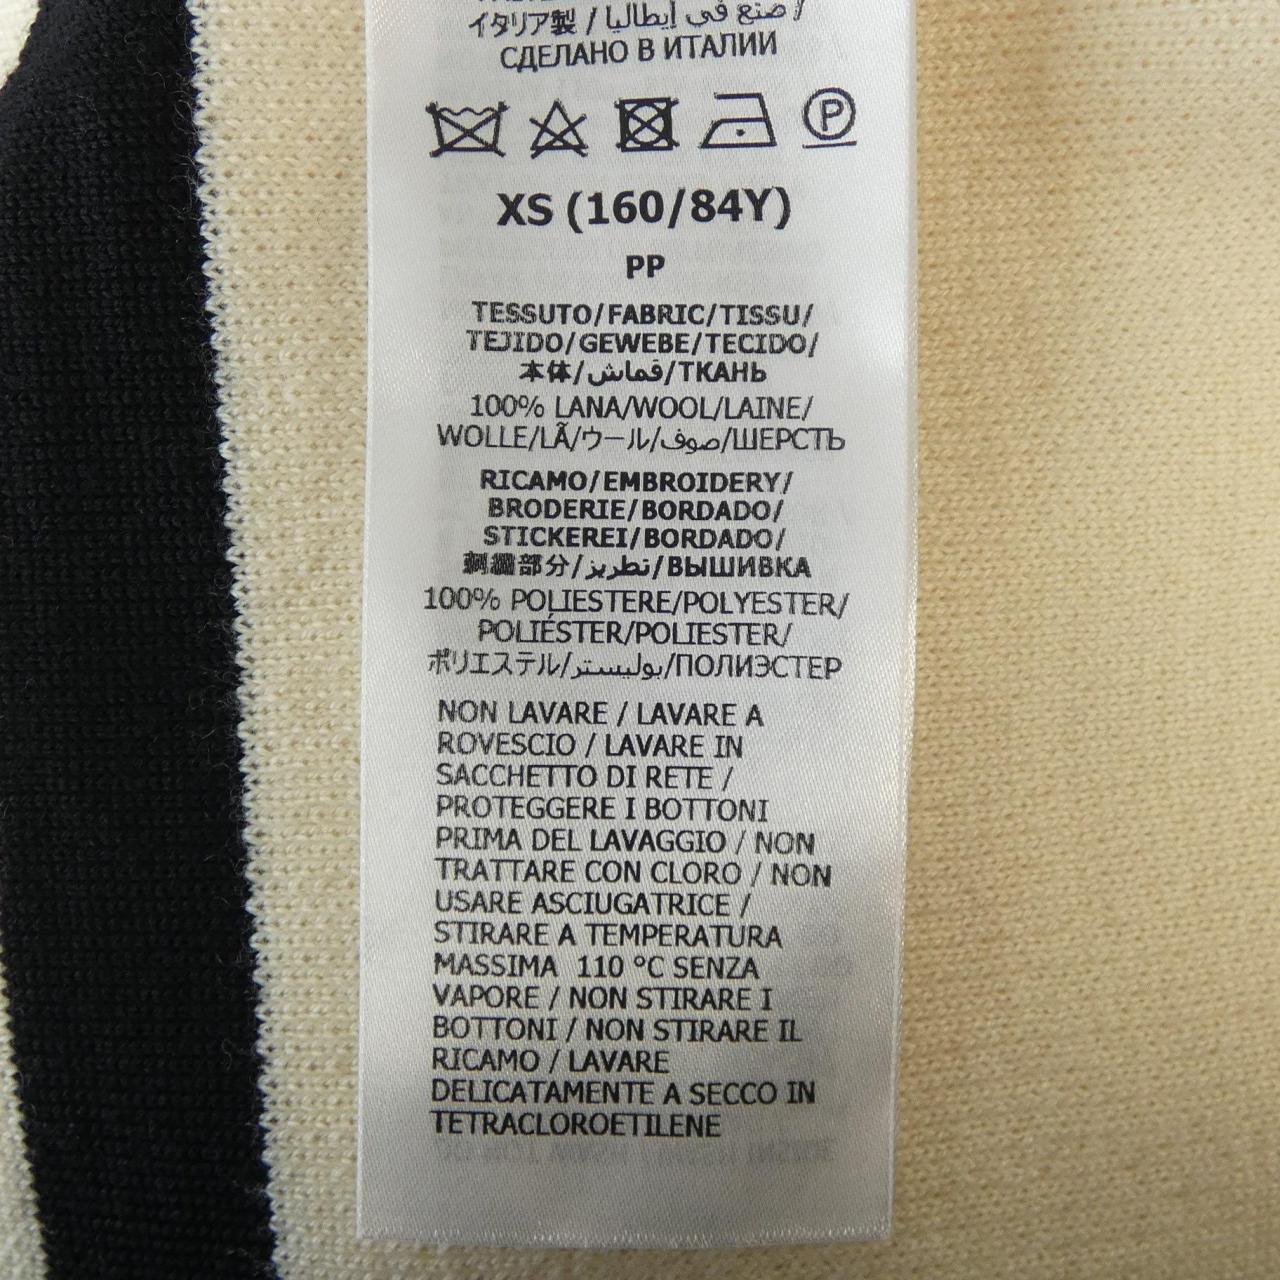 イタリア製 / صنع في إيطاليا /
СДЕЛАНО В ИТАЛИИ
P
XS (160/84Y)
PP
TESSUTO/FABRIC/TISSU/
TEJIDO/GEWEBE/TECIDO/
本体/قماش/ТКАНЬ
100% LANA/WOOL/LAINE/
WOLLE/LÃ/ウール/صوف/ШЕРСТЬ
RICAMO/EMBROIDERY/
BRODERIE/BORDADO/
STICKEREI/BORDADO/
刺繍部分/تطريز/ВЫШИВКА
100% POLIESTERE/POLYESTER/
POLIÉSTER/POLIESTER/
ポリエステル/بوليستر/ПОЛИЭСТЕР
NON LAVARE / LAVARE A
ROVESCIO / LAVARE IN
SACCHETTO DI RETE /
PROTEGGERE I BOTTONI
PRIMA DEL LAVAGGIO / NON
TRATTARE CON CLORO / NON
USARE ASCIUGATRICE /
STIRARE A TEMPERATURA
MASSIMA 110 °C SENZA
VAPORE / NON STIRARE I
BOTTONI / NON STIRARE IL
RICAMO / LAVARE
DELICATAMENTE A SECCO IN
TETRACLOROETILENE